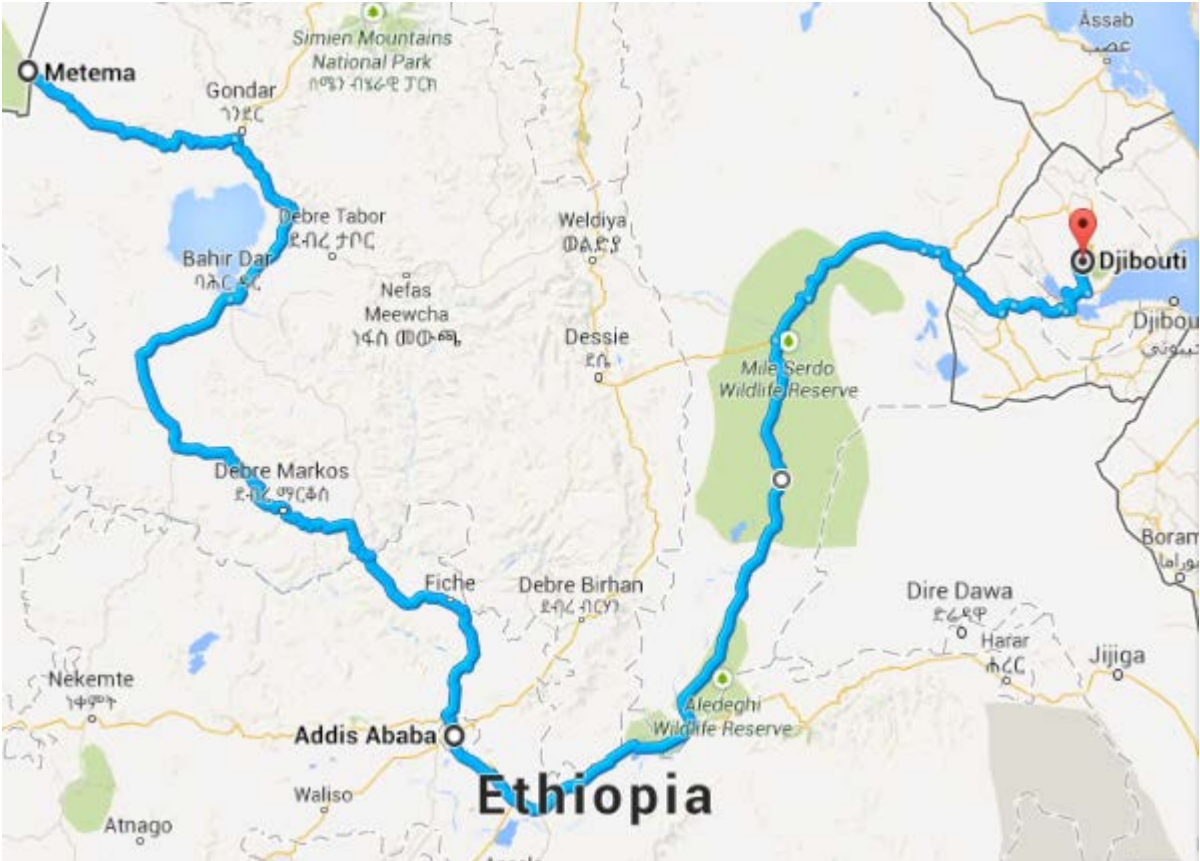 Assab
عصب
Simien Mountains
National Park
Metema
Gondar
ጎንደር
Debre Tabor
ደብረ ታቦር
Weldiya
ወልድያ
Bahir Dar
ባሕር ዳር
Djibouti
Nefas
Meewcha
ነፋስ መውጫ
Djibou
Dessie
ደሴ
Mile Serdo
Wildlife Reserve
Debre Markos
ደብረ ማርቆስ
Boram
Fiche
Debre Birhan
ደብረ ብርሃን
Dire Dawa
ድሬዳዋ
Harar
ሐረር
Jijiga
Nekemte
ነቀምት
Aledeghi
Wildlife Reserve
Addis Ababa
Ethiopia
Waliso
Atnago